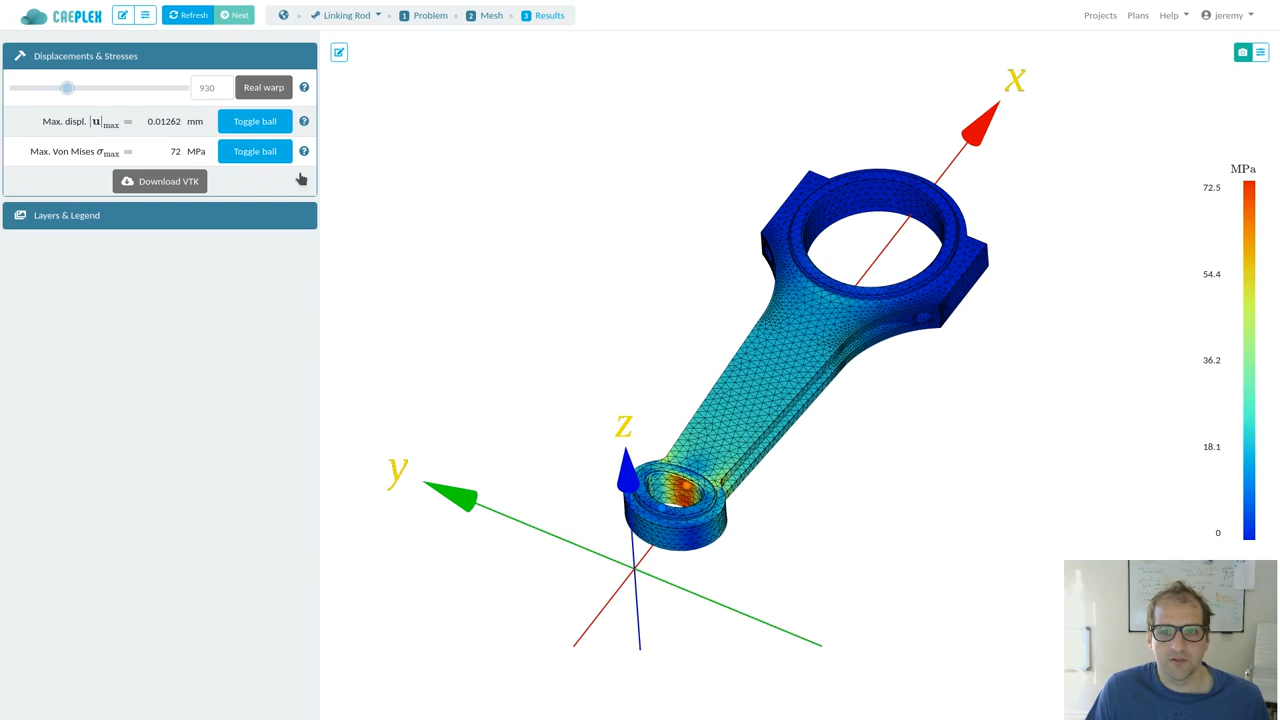 CAEPLEX
Refresh
Next
» Linking Rod » 1 Problem » 2 Mesh » 3 Results
Projects
Plans
Help
jeremy
Displacements & Stresses
930
Real warp
?
Max. displ. |u|max = 0.01262 mm
Toggle ball
?
Max. Von Mises σmax = 72 MPa
Toggle ball
?
Download VTK
Layers & Legend
x
y
z
MPa
72.5
54.4
36.2
18.1
0